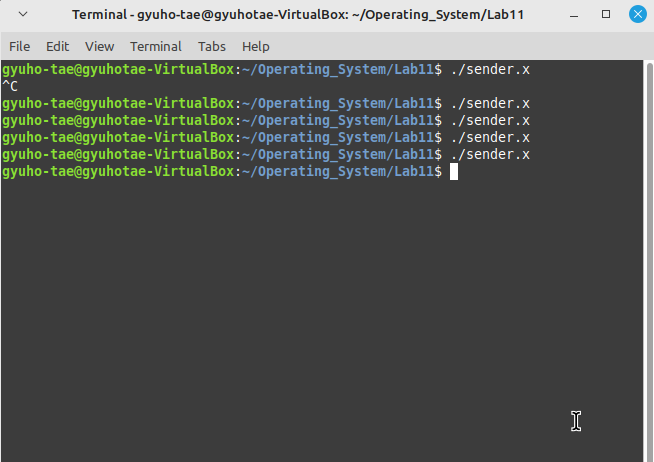 Terminal - gyuho-tae@gyuhotae-VirtualBox: ~/Operating_System/Lab11
File Edit View Terminal Tabs Help
gyuho-tae@gyuhotae-VirtualBox:~/Operating_System/Lab11$ ./sender.x
^C
gyuho-tae@gyuhotae-VirtualBox:~/Operating_System/Lab11$ ./sender.x
gyuho-tae@gyuhotae-VirtualBox:~/Operating_System/Lab11$ ./sender.x
gyuho-tae@gyuhotae-VirtualBox:~/Operating_System/Lab11$ ./sender.x
gyuho-tae@gyuhotae-VirtualBox:~/Operating_System/Lab11$ ./sender.x
gyuho-tae@gyuhotae-VirtualBox:~/Operating_System/Lab11$